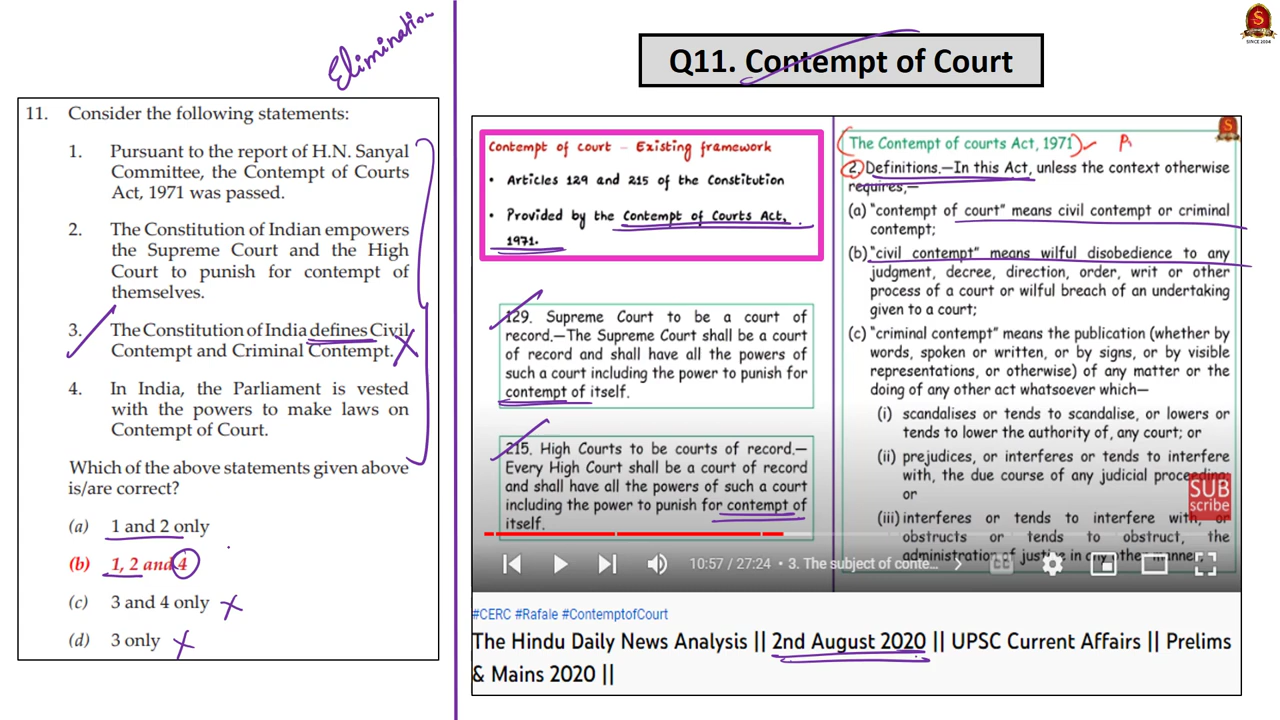 Elimination
S
SINCE 2004
Q11. Contempt of Court
11. Consider the following statements:
1. Pursuant to the report of H.N. Sanyal
Committee, the Contempt of Courts
Act, 1971 was passed.
2. The Constitution of Indian empowers
the Supreme Court and the High
Court to punish for contempt of
themselves.
3. The Constitution of India defines Civil
Contempt and Criminal Contempt.
4. In India, the Parliament is vested
with the powers to make laws on
Contempt of Court.
Which of the above statements given above
is/are correct?
(a) 1 and 2 only
(b) 1, 2 and 4
(c) 3 and 4 only
(d) 3 only
Contempt of court – Existing framework
• Articles 129 and 215 of the Constitution
• Provided by the Contempt of Courts Act,
1971.
129. Supreme Court to be a court of
record.—The Supreme Court shall be a court
of record and shall have all the powers of
such a court including the power to punish for
contempt of itself.
215. High Courts to be courts of record.—
Every High Court shall be a court of record
and shall have all the powers of such a court
including the power to punish for contempt of
itself.
The Contempt of courts Act, 1971
2. Definitions.—In this Act, unless the context otherwise
requires,—
(a) "contempt of court" means civil contempt or criminal
contempt;
(b) "civil contempt" means wilful disobedience to any
judgment, decree, direction, order, writ or other
process of a court or wilful breach of an undertaking
given to a court;
(c) "criminal contempt" means the publication (whether by
words, spoken or written, or by signs, or by visible
representations, or otherwise) of any matter or the
doing of any other act whatsoever which—
(i) scandalises or tends to scandalise, or lowers or
tends to lower the authority of, any court; or
(ii) prejudices, or interferes or tends to interfere
with, the due course of any judicial proceeding;
or
(iii) interferes or tends to interfere with, or
obstructs or tends to obstruct, the
administration of justice in any other manner;
SUB
scribe
10:57 / 27:24 • 3. The subject of conte...
#CERC #Rafale #ContemptofCourt
The Hindu Daily News Analysis || 2nd August 2020 || UPSC Current Affairs || Prelims
& Mains 2020 ||